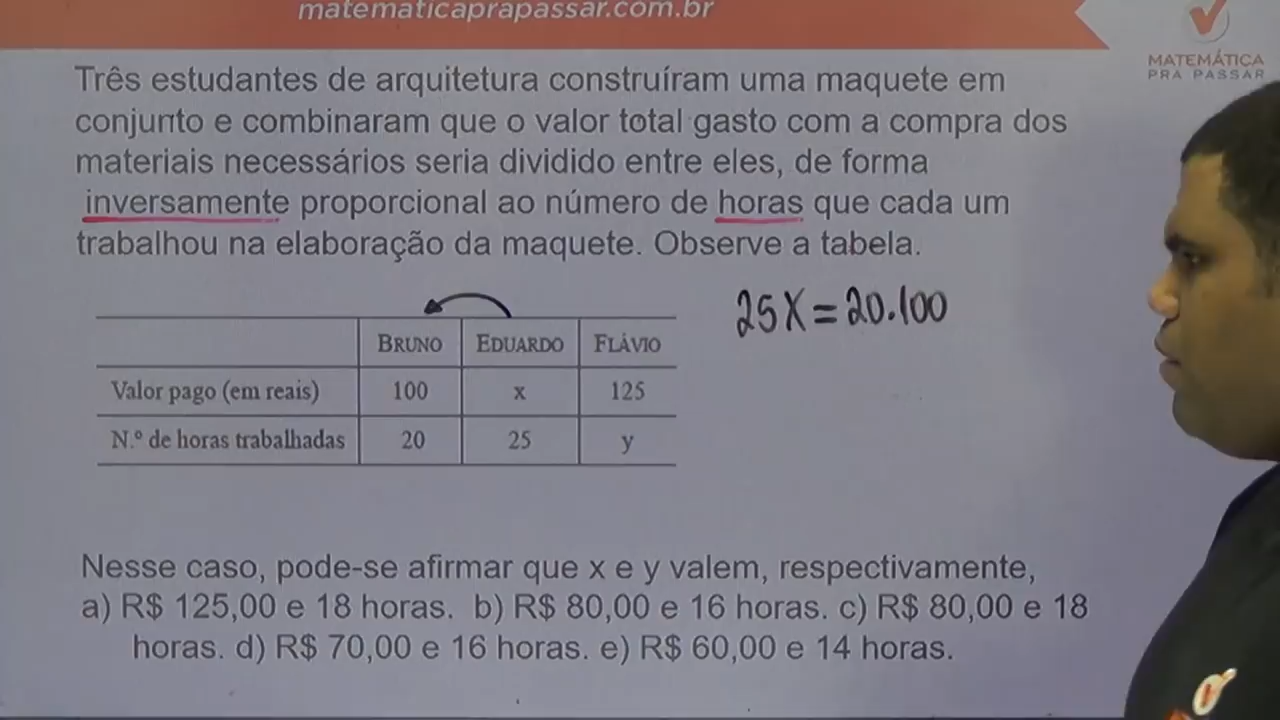 matematicaprapassar.com.br
MATEMÁTICA
PRA PASSAR
Três estudantes de arquitetura construíram uma maquete em
conjunto e combinaram que o valor total gasto com a compra dos
materiais necessários seria dividido entre eles, de forma
inversamente proporcional ao número de horas que cada um
trabalhou na elaboração da maquete. Observe a tabela.
25X=20.100
BRUNO EDUARDO FLÁVIO
Valor pago (em reais) 100 x 125
N.º de horas trabalhadas 20 25 y
Nesse caso, pode-se afirmar que x e y valem, respectivamente,
a) R$ 125,00 e 18 horas. b) R$ 80,00 e 16 horas. c) R$ 80,00 e 18
horas. d) R$ 70,00 e 16 horas. e) R$ 60,00 e 14 horas.